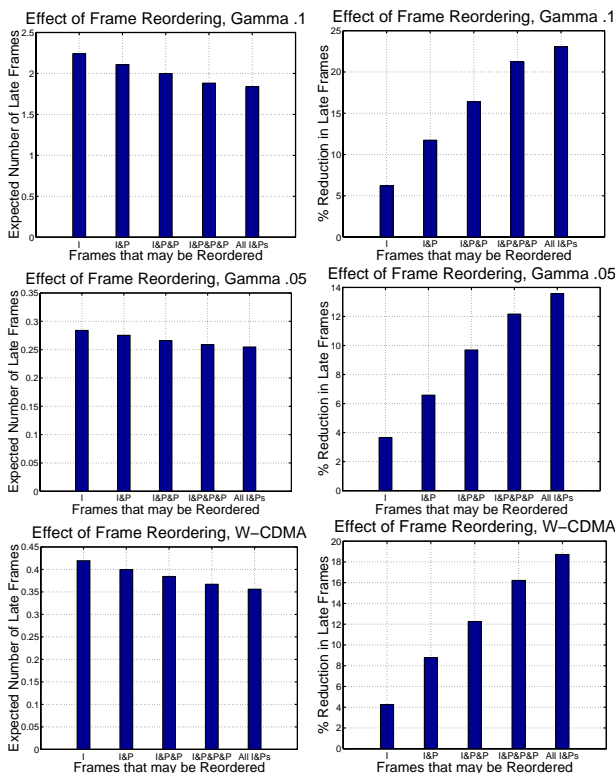 Effect of Frame Reordering, Gamma .1
Expected Number of Late Frames
2.5
2
1.5
1
0.5
0
I I&P I&P&P I&P&P&P All I&Ps
Frames that may be Reordered
Effect of Frame Reordering, Gamma .1
% Reduction in Late Frames
25
20
15
10
5
0
I I&P I&P&P I&P&P&P All I&Ps
Frames that may be Reordered
Effect of Frame Reordering, Gamma .05
Expected Number of Late Frames
0.35
0.3
0.25
0.2
0.15
0.1
0.05
0
I I&P I&P&P I&P&P&P All I&Ps
Frames that may be Reordered
Effect of Frame Reordering, Gamma .05
% Reduction in Late Frames
14
12
10
8
6
4
2
0
I I&P I&P&P I&P&P&P All I&Ps
Frames that may be Reordered
Effect of Frame Reordering, W−CDMA
Expected Number of Late Frames
0.45
0.4
0.35
0.3
0.25
0.2
0.15
0.1
0.05
0
I I&P I&P&P I&P&P&P All I&Ps
Frames that may be Reordered
Effect of Frame Reordering, W−CDMA
% Reduction in Late Frames
20
18
16
14
12
10
8
6
4
2
0
I I&P I&P&P I&P&P&P All I&Ps
Frames that may be Reordered